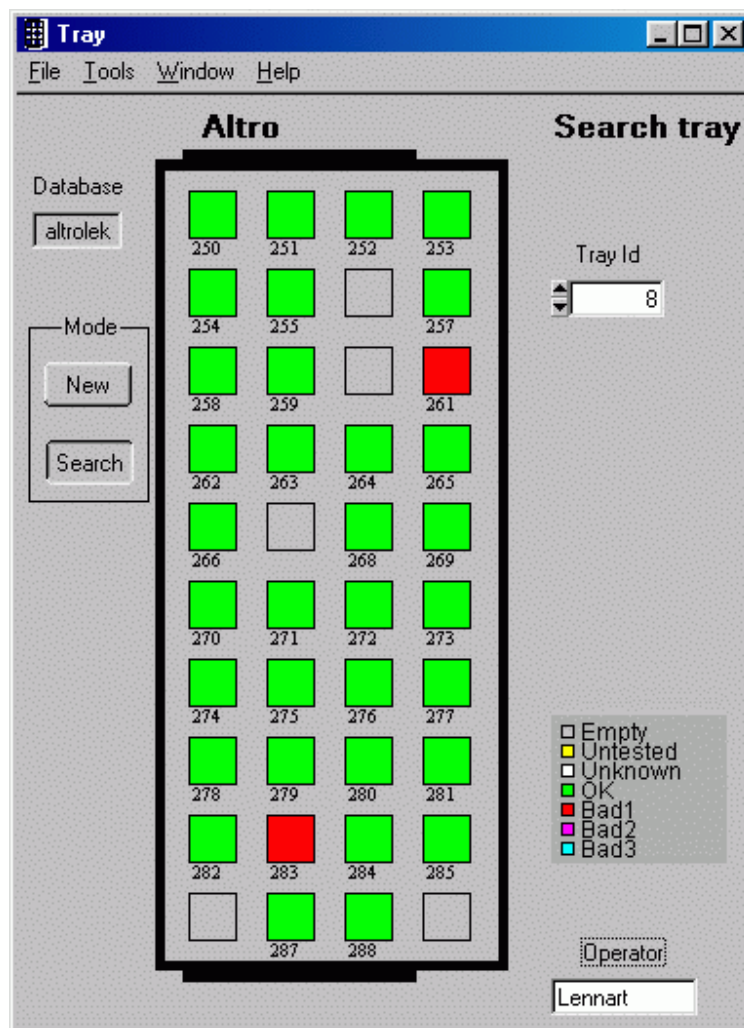 Tray
File Tools Window Help
Altro
Search tray
Database
altrolek
Tray Id
8
Mode
New
Search
250 251 252 253
254 255 257
258 259 261
262 263 264 265
266 268 269
270 271 272 273
274 275 276 277
278 279 280 281
282 283 284 285
287 288
Empty
Untested
Unknown
OK
Bad1
Bad2
Bad3
Operator
Lennart